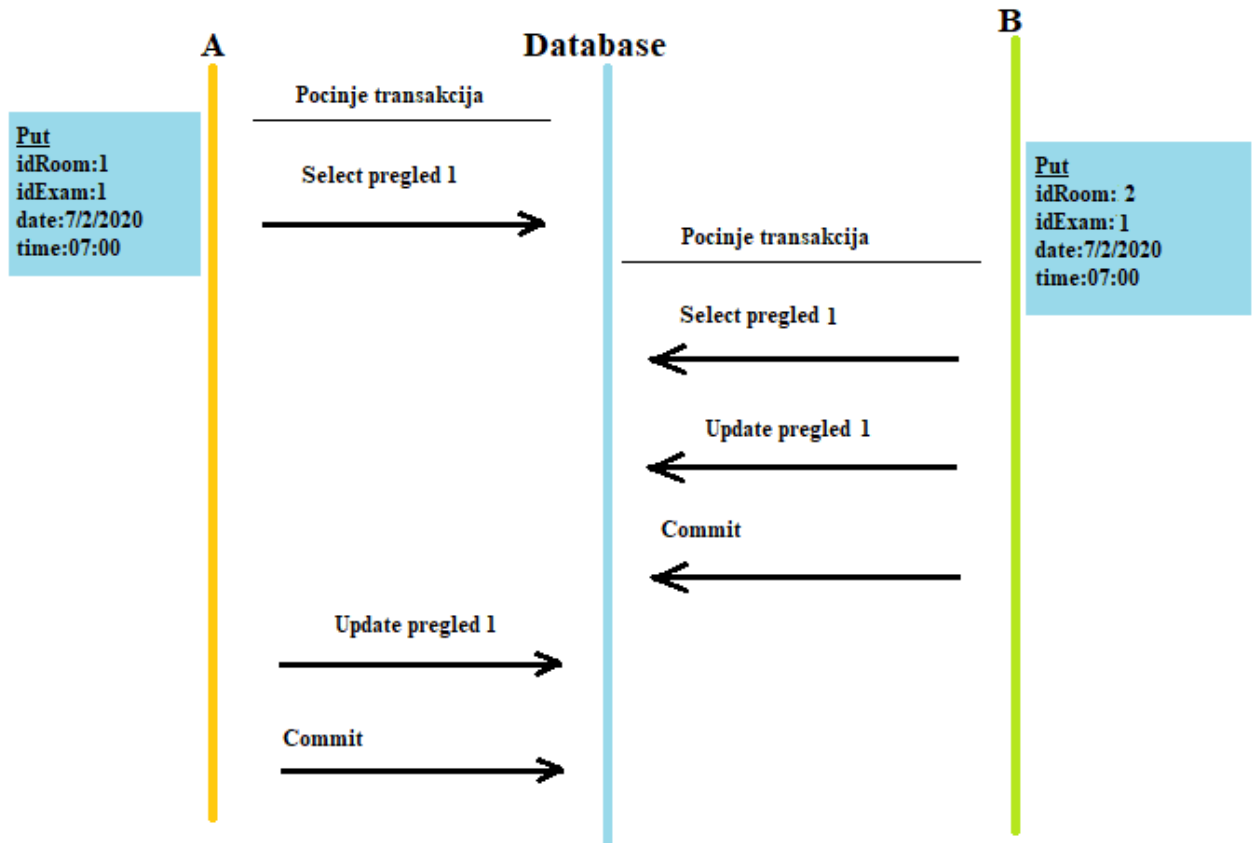 A
Database
B
Pocinje transakcija
Put
idRoom:1
idExam:1
date:7/2/2020
time:07:00
Select pregled 1
Put
idRoom: 2
idExam: 1
date:7/2/2020
time:07:00
Pocinje transakcija
Select pregled 1
Update pregled 1
Commit
Update pregled 1
Commit